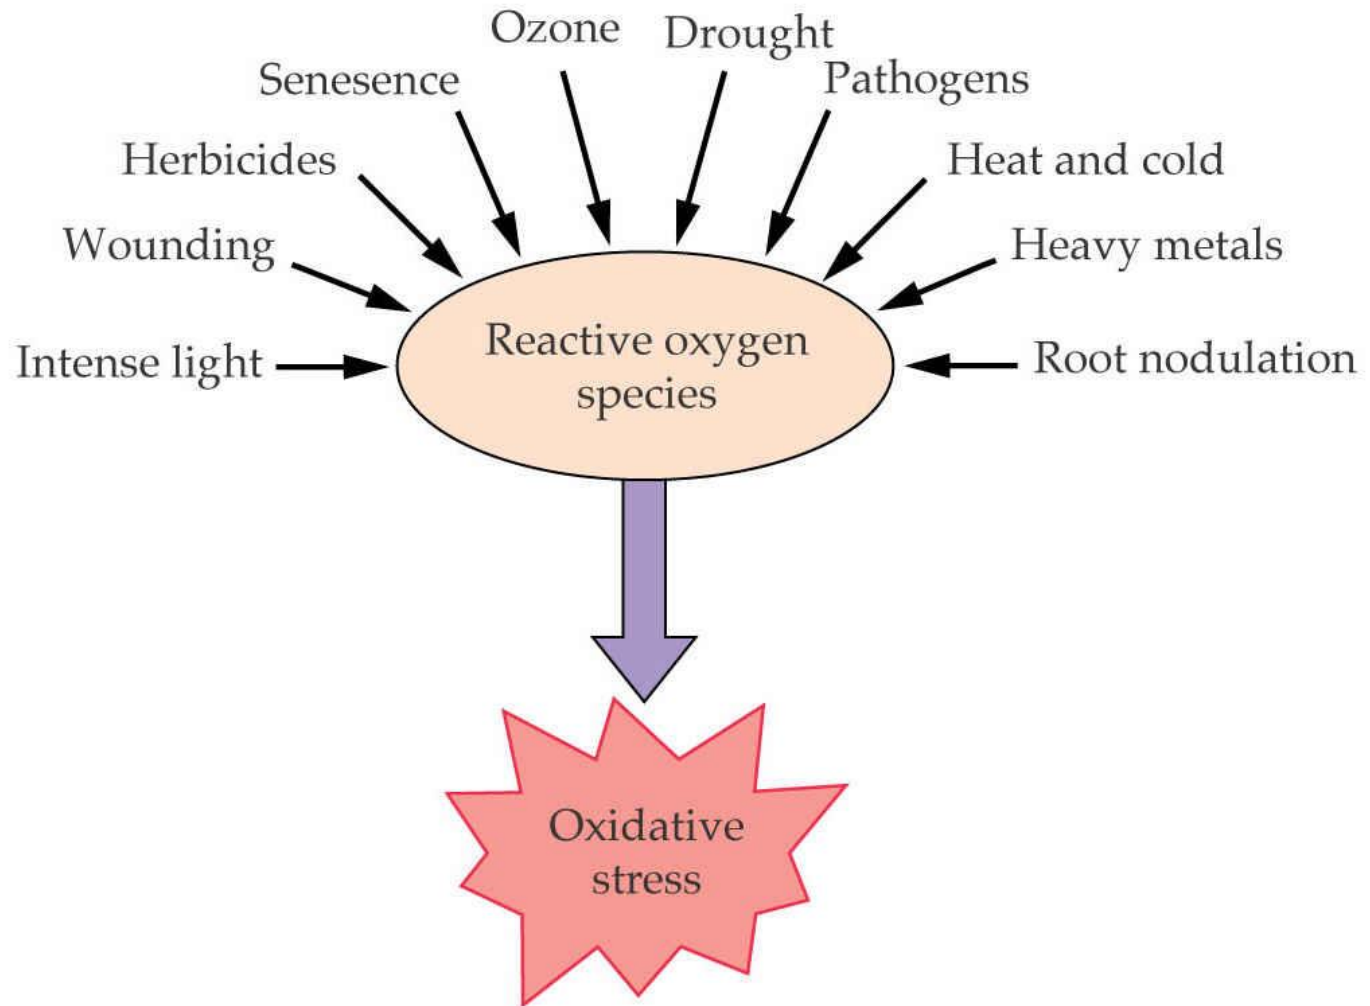 Ozone
Drought
Senesence
Pathogens
Herbicides
Heat and cold
Wounding
Heavy metals
Intense light
Reactive oxygen
species
Root nodulation
Oxidative
stress